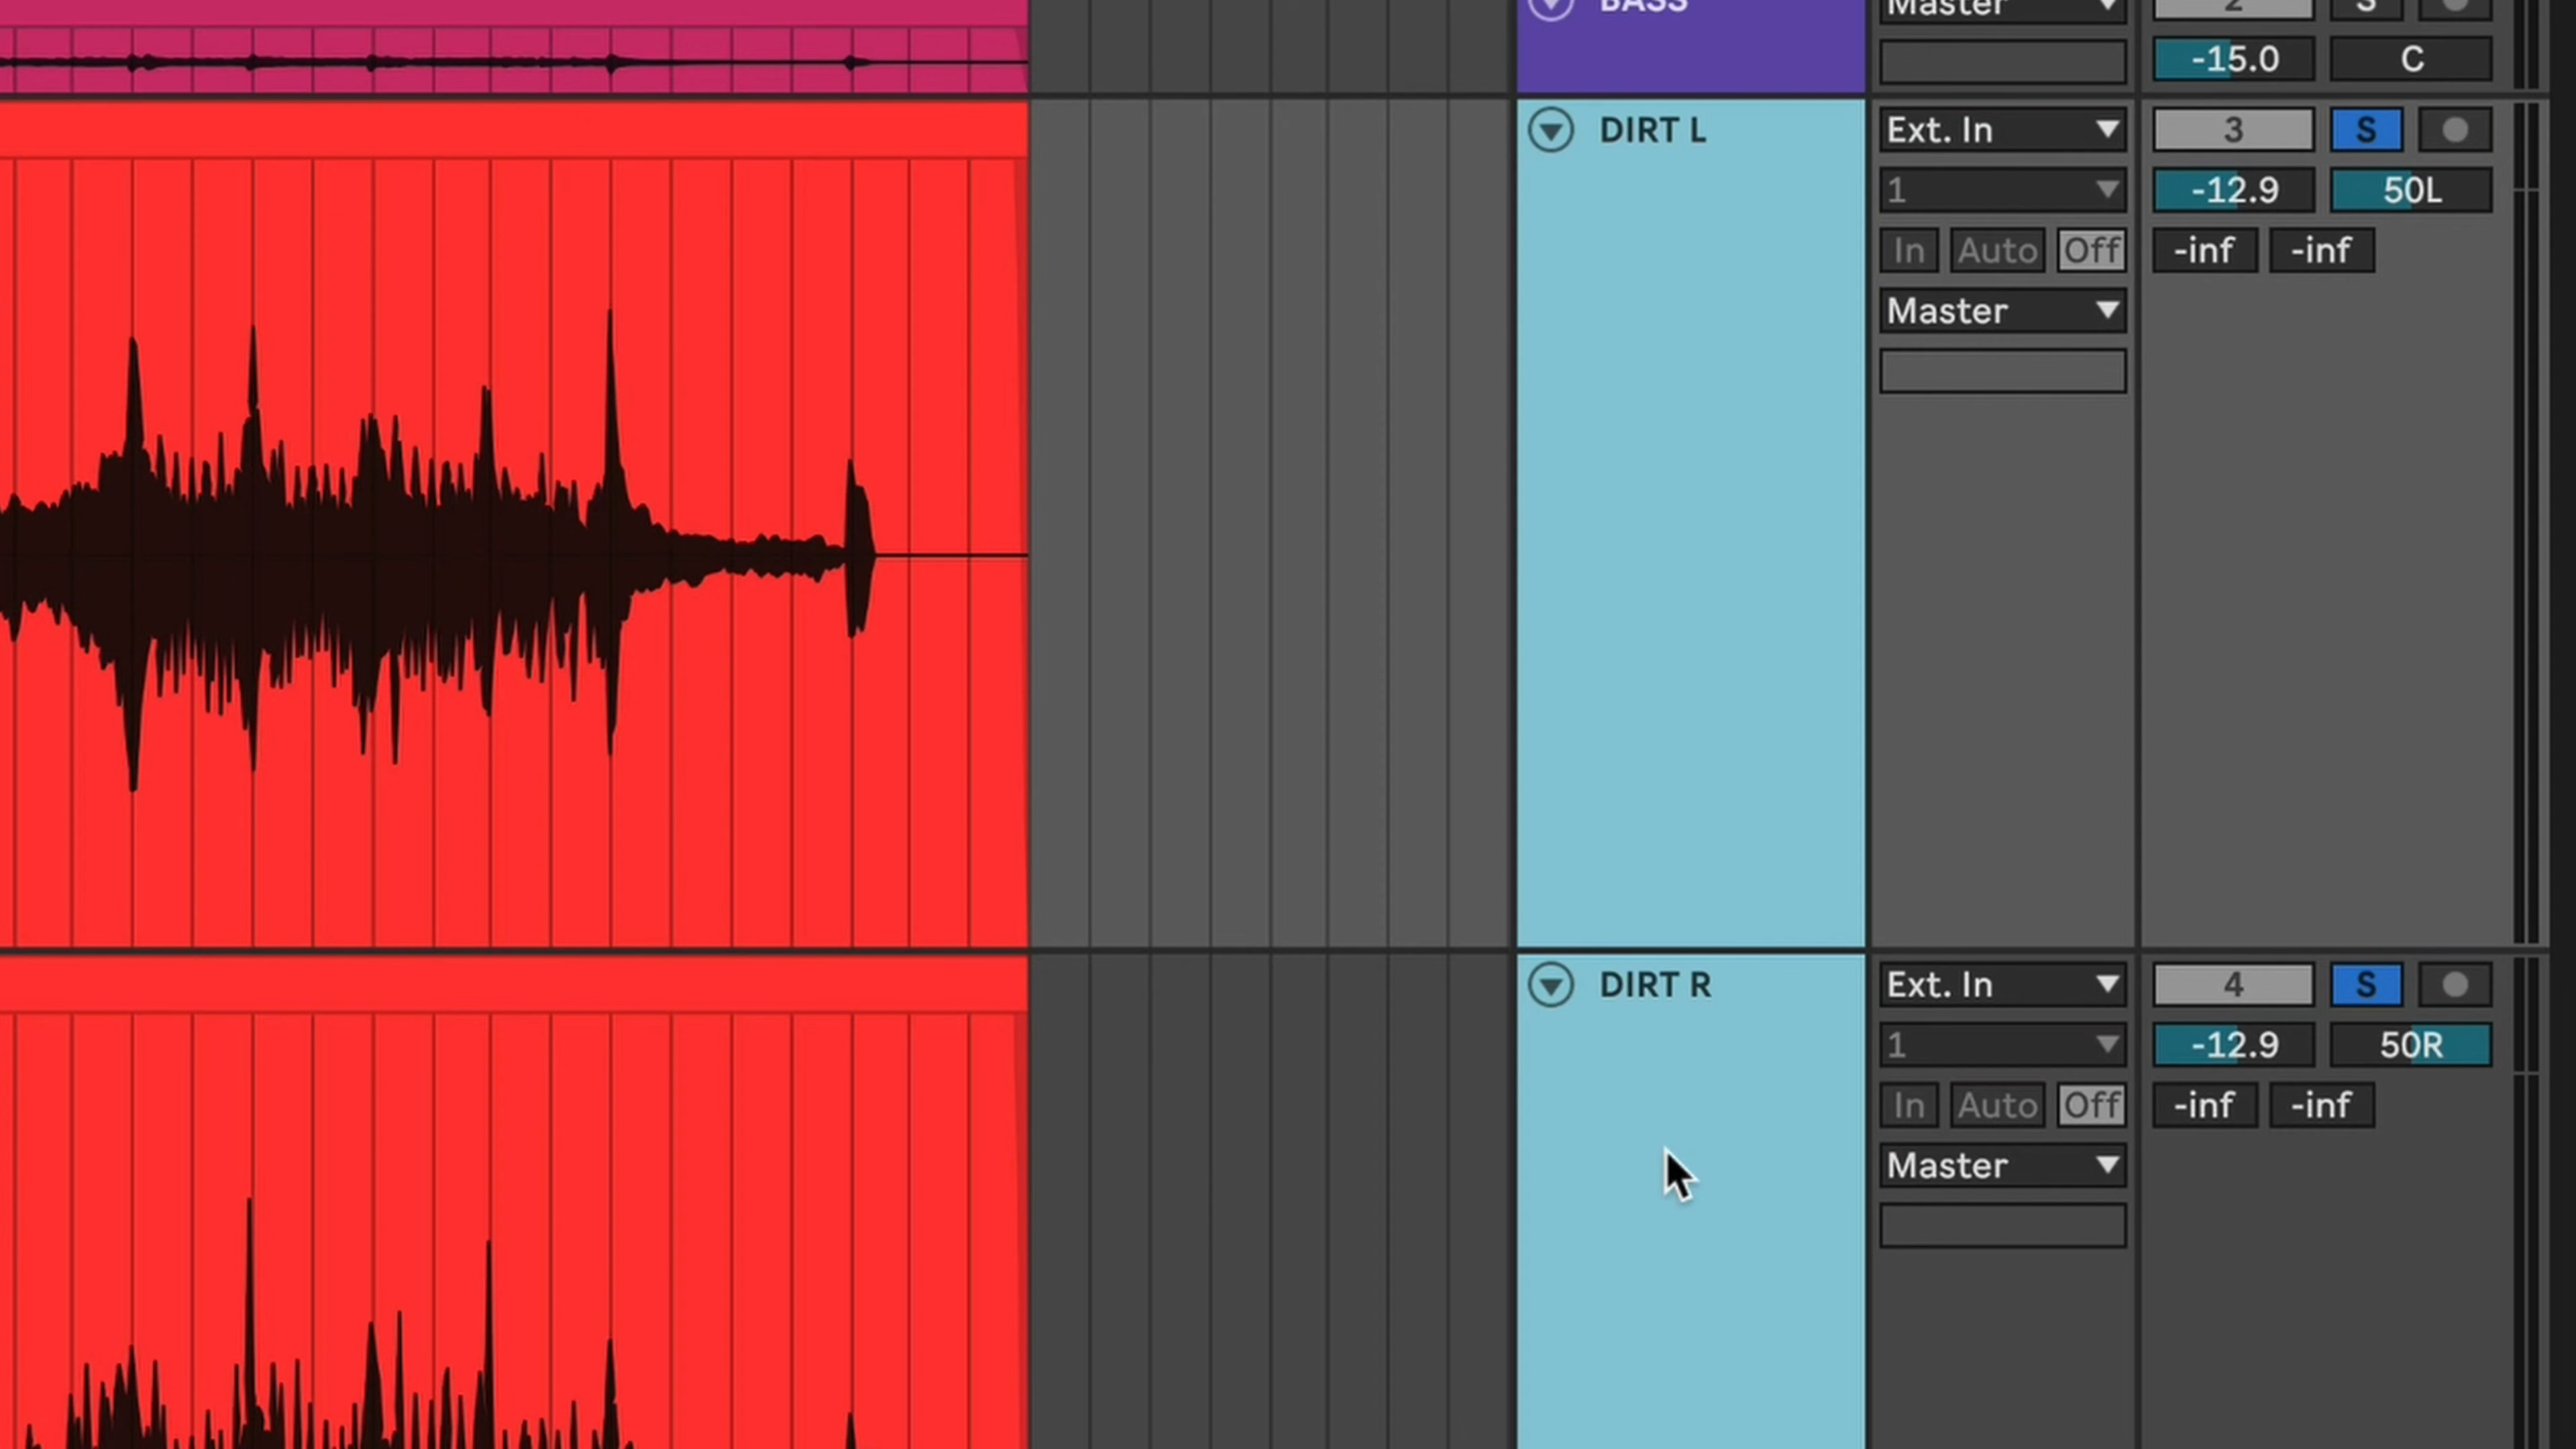 BASS
Master
2
S
-15.0
C
DIRT L
Ext. In
3
S
1
-12.9
50L
In
Auto
Off
-inf
-inf
Master
DIRT R
Ext. In
4
S
1
-12.9
50R
In
Auto
Off
-inf
-inf
Master